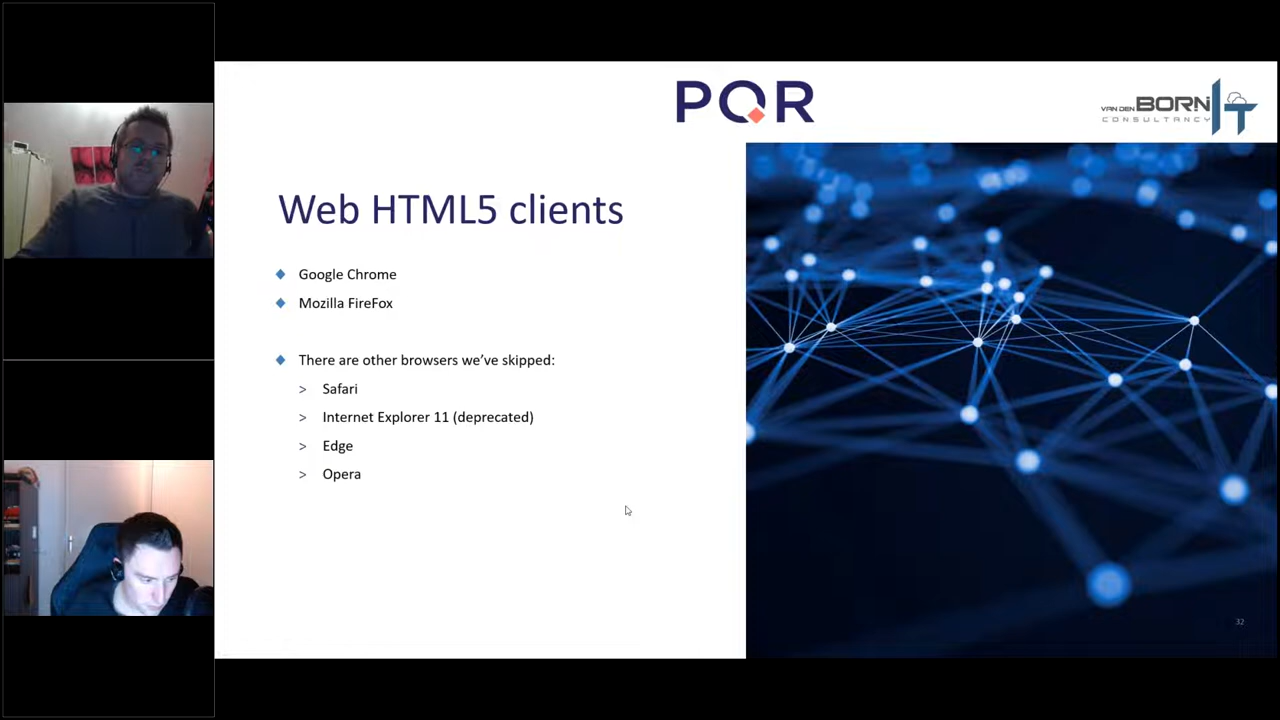 PQR
VAN DEN BORN IT
CONSULTANCY
Web HTML5 clients
Google Chrome
Mozilla FireFox
There are other browsers we've skipped:
> Safari
> Internet Explorer 11 (deprecated)
> Edge
> Opera
32